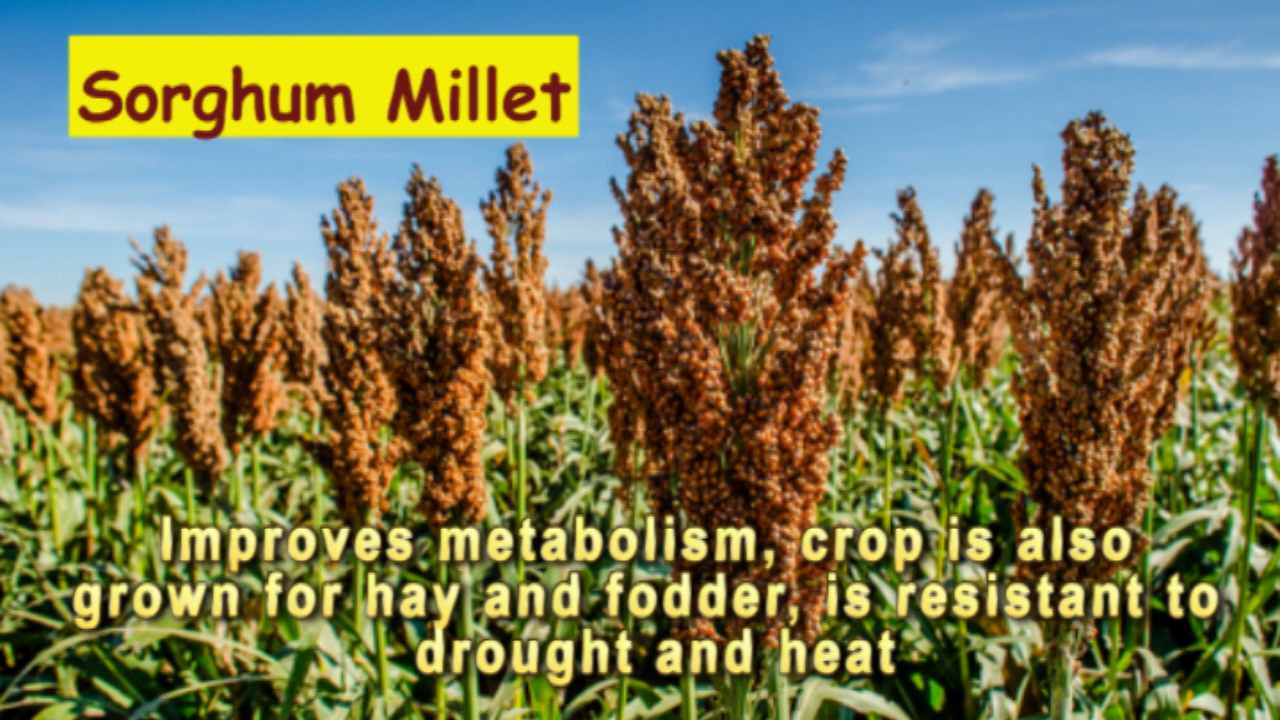 Sorghum Millet
Improves metabolism, crop is also
grown for hay and fodder, is resistant to
drought and heat